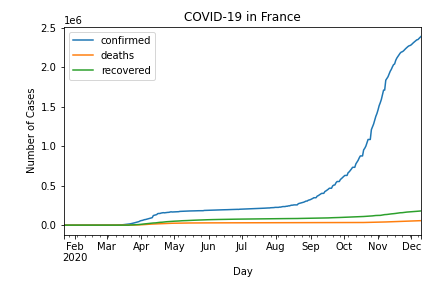 COVID-19 in France
1e6
2.5
2.0
1.5
1.0
0.5
0.0
Number of Cases
confirmed
deaths
recovered
Feb Mar Apr May Jun Jul Aug Sep Oct Nov Dec
2020
Day